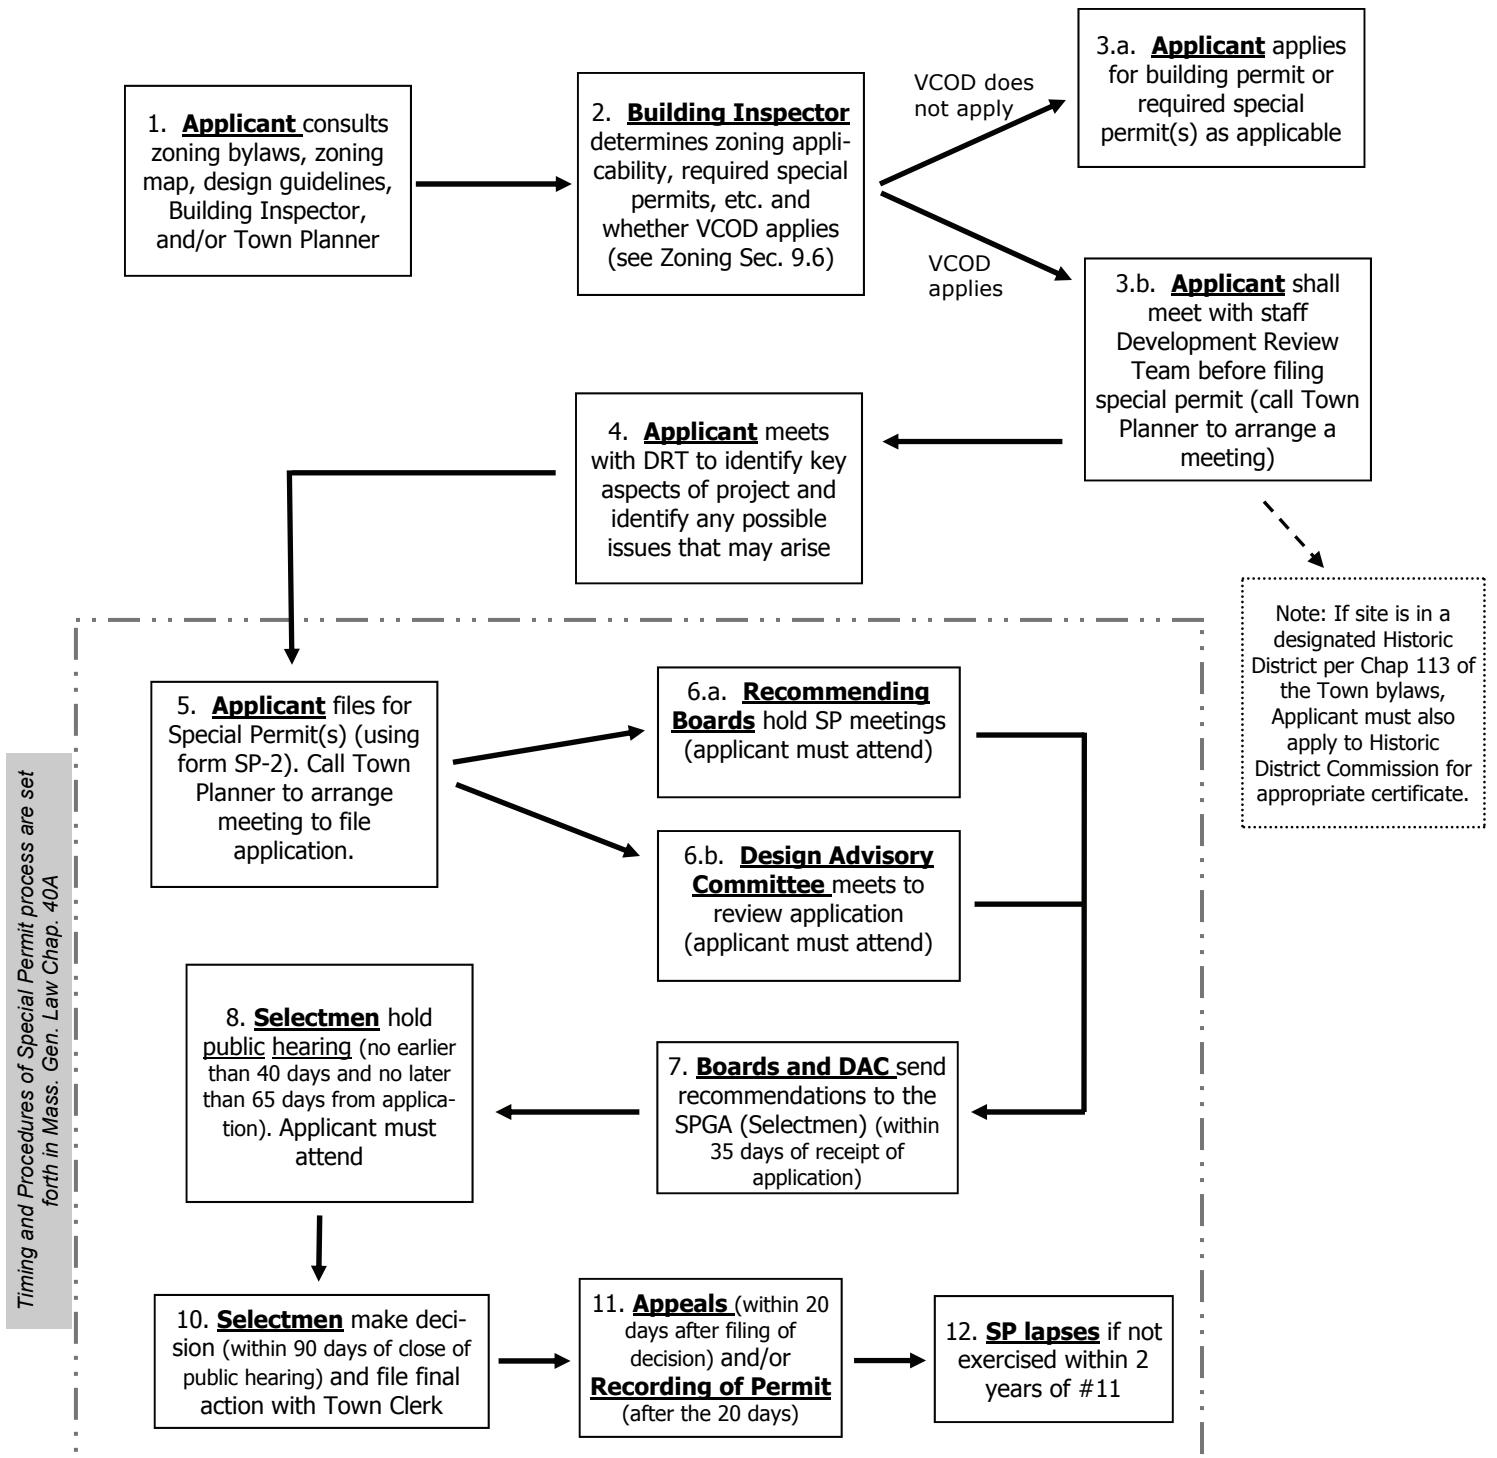 1. Applicant consults
zoning bylaws, zoning
map, design guidelines,
Building Inspector,
and/or Town Planner
2. Building Inspector
determines zoning appli-
cability, required special
permits, etc. and
whether VCOD applies
(see Zoning Sec. 9.6)
VCOD does
not apply
3.a. Applicant applies
for building permit or
required special
permit(s) as applicable
VCOD
applies
3.b. Applicant shall
meet with staff
Development Review
Team before filing
special permit (call Town
Planner to arrange a
meeting)
4. Applicant meets
with DRT to identify key
aspects of project and
identify any possible
issues that may arise
Note: If site is in a
designated Historic
District per Chap 113 of
the Town bylaws,
Applicant must also
apply to Historic
District Commission for
appropriate certificate.
Timing and Procedures of Special Permit process are set
forth in Mass. Gen. Law Chap. 40A
5. Applicant files for
Special Permit(s) (using
form SP-2). Call Town
Planner to arrange
meeting to file
application.
6.a. Recommending
Boards hold SP meetings
(applicant must attend)
6.b. Design Advisory
Committee meets to
review application
(applicant must attend)
7. Boards and DAC send
recommendations to the
SPGA (Selectmen) (within
35 days of receipt of
application)
8. Selectmen hold
public hearing (no earlier
than 40 days and no later
than 65 days from applica-
tion). Applicant must
attend
10. Selectmen make deci-
sion (within 90 days of close of
public hearing) and file final
action with Town Clerk
11. Appeals (within 20
days after filing of
decision) and/or
Recording of Permit
(after the 20 days)
12. SP lapses if not
exercised within 2
years of #11